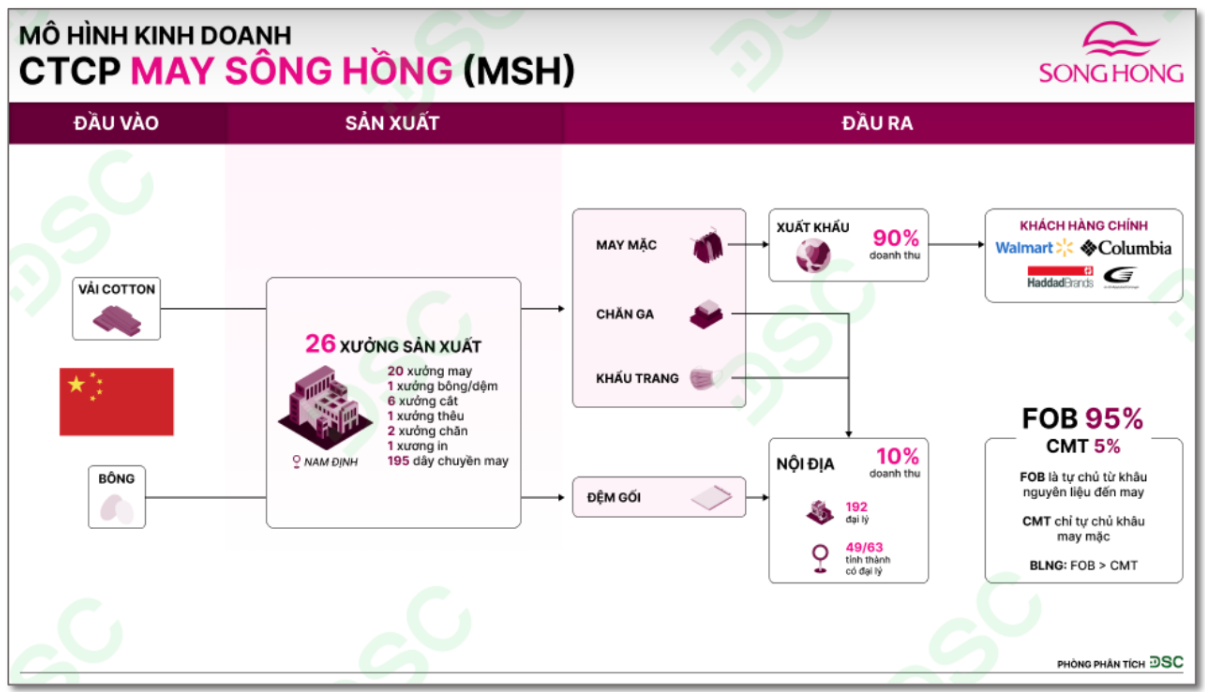 MÔ HÌNH KINH DOANH
CTCP MAY SÔNG HỒNG (MSH)
SONG HONG
ĐẦU VÀO
SẢN XUẤT
ĐẦU RA
VẢI COTTON
BÔNG
26 XƯỞNG SẢN XUẤT
20 xưởng may
1 xưởng bông/dệm
6 xưởng cắt
1 xưởng thêu
2 xưởng chăn
1 xương in
195 dây chuyền may
NAM ĐỊNH
MAY MẶC
CHĂN GA
KHẨU TRANG
ĐỆM GỐI
XUẤT KHẨU
90%
doanh thu
KHÁCH HÀNG CHÍNH
Walmart
Columbia
HaddadBrands
NỘI ĐỊA
10%
doanh thu
192
đại lý
49/63
tỉnh thành
có đại lý
FOB 95%
CMT 5%
FOB là tự chủ từ khâu
nguyên liệu đến may
CMT chỉ tự chủ khâu
may mặc
BLNG: FOB > CMT
PHÒNG PHÂN TÍCH DSC